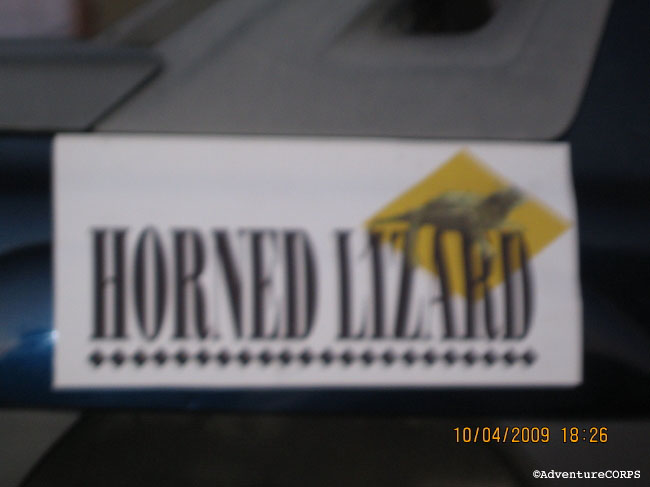 HORNED LIZARD
10/04/2009 18:26
©AdventureCORPS